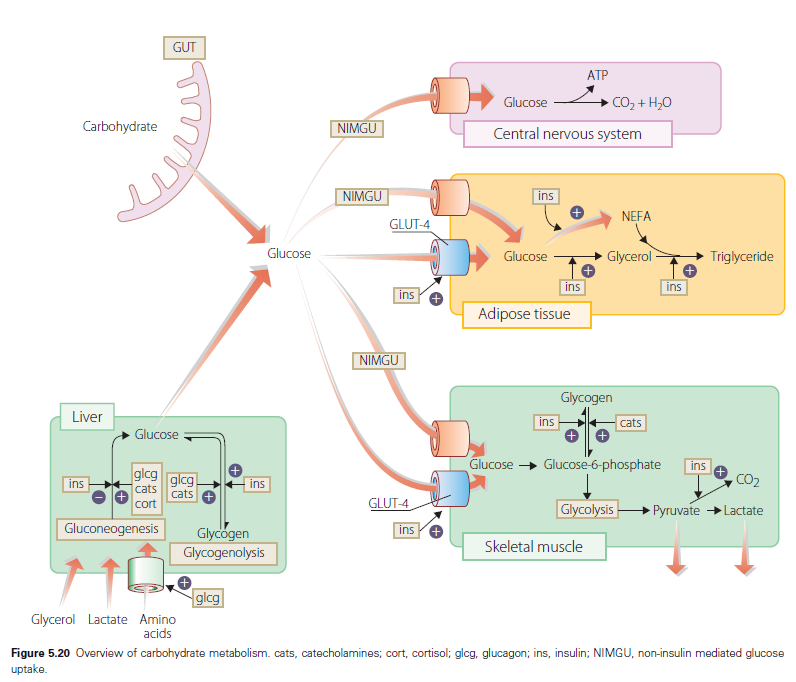 GUT
Carbohydrate
Glucose
NIMGU
Glucose
ATP
CO₂ + H₂O
Central nervous system
NIMGU
GLUT-4
ins
+
ins
+
NEFA
Glucose
Glycerol
Triglyceride
+
ins
+
ins
Adipose tissue
NIMGU
GLUT-4
ins
+
Glycogen
ins
cats
+
+
Glucose
Glucose-6-phosphate
ins
+
CO₂
Glycolysis
Pyruvate
Lactate
Skeletal muscle
Liver
Glucose
ins
−
+
glcg
cats
cort
glcg
cats
+
+
ins
Gluconeogenesis
Glycogen
Glycogenolysis
+
glcg
Glycerol
Lactate
Amino
acids
Figure 5.20 Overview of carbohydrate metabolism. cats, catecholamines; cort, cortisol; glcg, glucagon; ins, insulin; NIMGU, non-insulin mediated glucose
uptake.